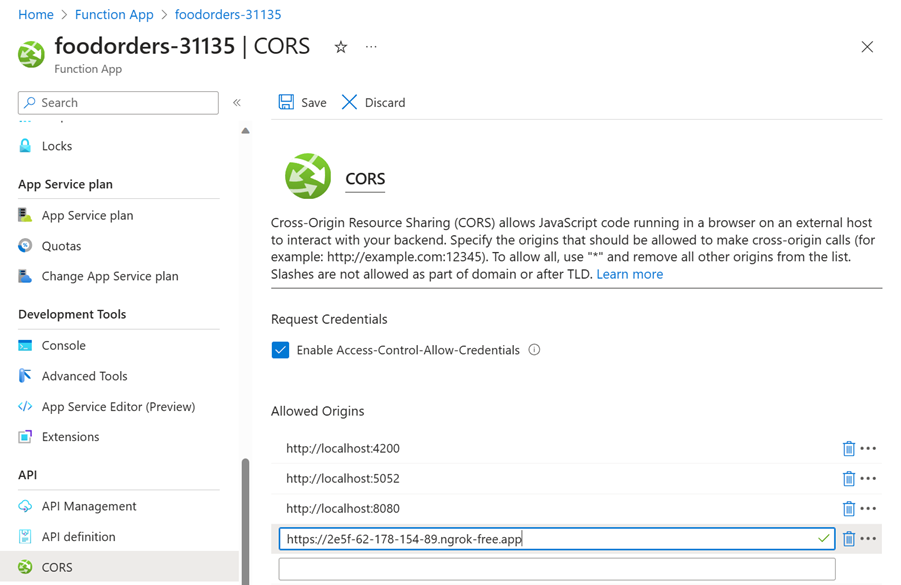 Home > Function App > foodorders-31135
foodorders-31135 | CORS ☆ ···
Function App
Search «
Locks
App Service plan
App Service plan
Quotas
Change App Service plan
Development Tools
Console
Advanced Tools
App Service Editor (Preview)
Extensions
API
API Management
API definition
CORS
Save Discard
CORS
Cross-Origin Resource Sharing (CORS) allows JavaScript code running in a browser on an external host
to interact with your backend. Specify the origins that should be allowed to make cross-origin calls (for
example: http://example.com:12345). To allow all, use "*" and remove all other origins from the list.
Slashes are not allowed as part of domain or after TLD. Learn more
Request Credentials
Enable Access-Control-Allow-Credentials
Allowed Origins
http://localhost:4200
http://localhost:5052
http://localhost:8080
https://2e5f-62-178-154-89.ngrok-free.app